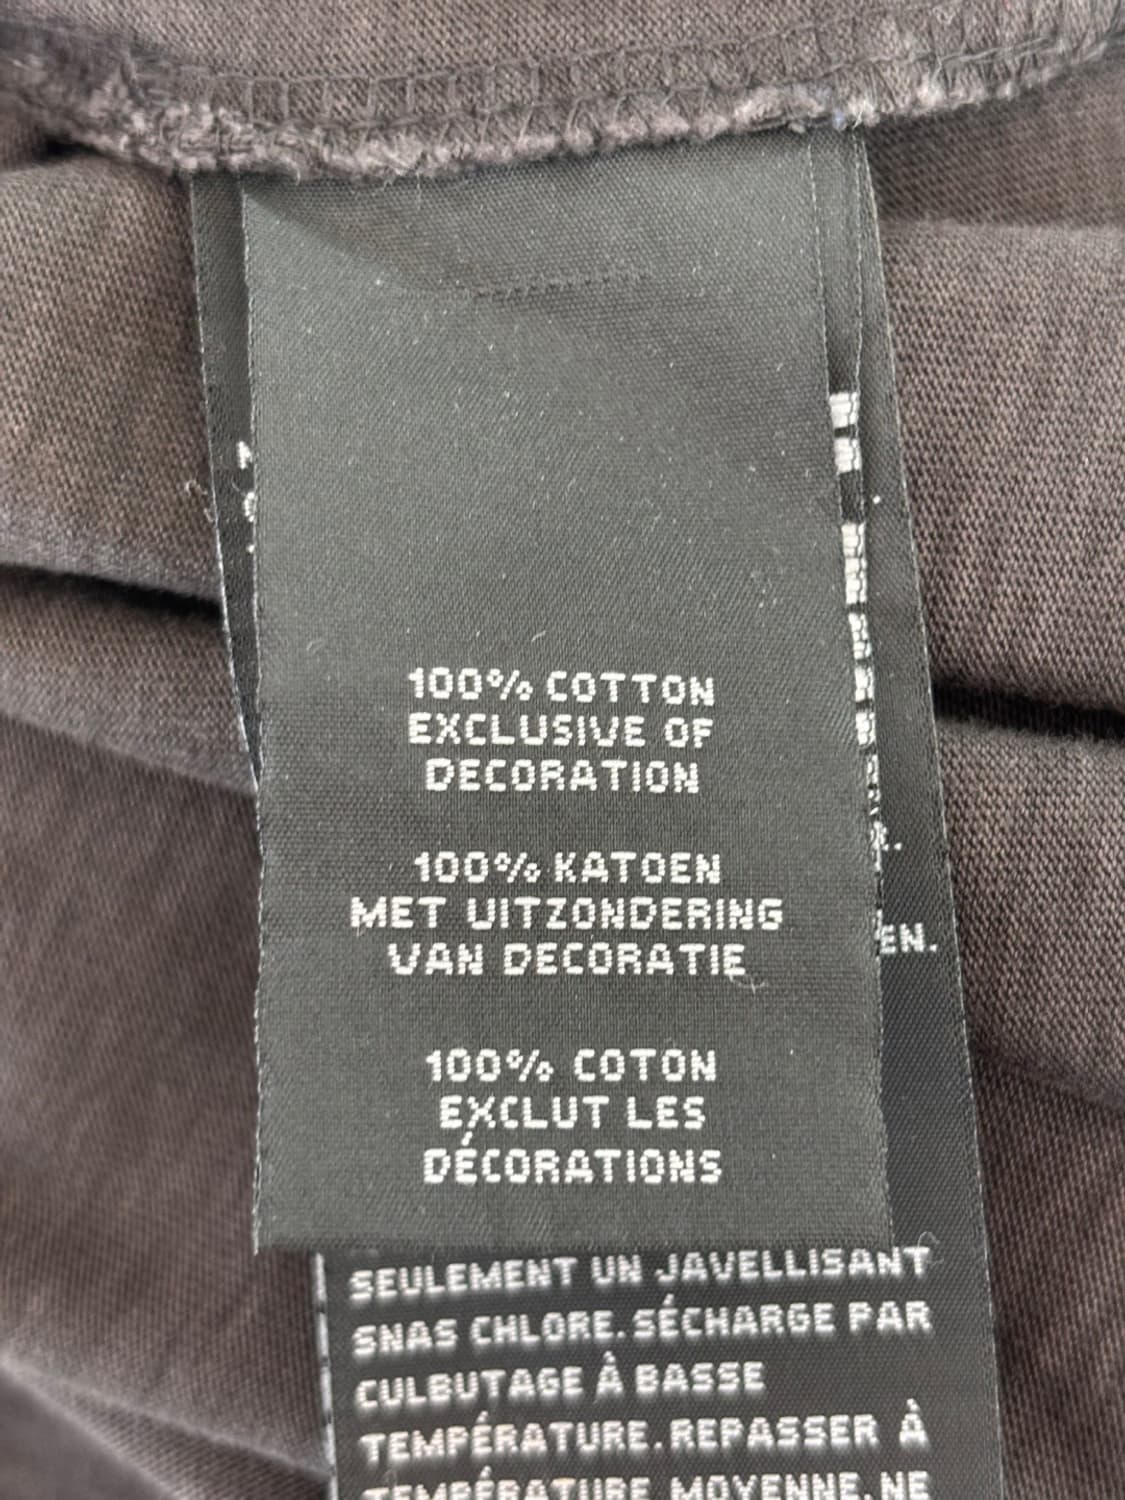 100% COTTON
EXCLUSIVE OF
DECORATION
100% KATOEN
MET UITZONDERING
VAN DECORATIE
100% COTON
EXCLUT LES
DÉCORATIONS
EN.
SEULEMENT UN JAVELLISANT
SNAS CHLORE. SÉCHARGE PAR
CULBUTAGE À BASSE
TEMPÉRATURE. REPASSER À
TEMPÉRATURE MOYENNE. NE